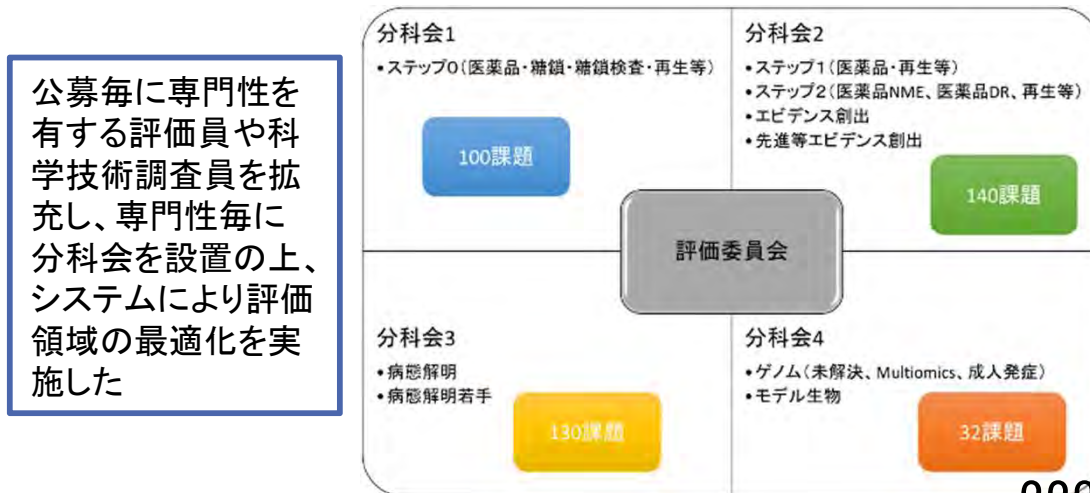 公募毎に専門性を
有する評価員や科
学技術調査員を拡
充し、専門性毎に
分科会を設置の上、
システムにより評価
領域の最適化を実
施した
分科会1
•ステップ0（医薬品・糖鎖・糖鎖検査・再生等）
100課題
分科会2
•ステップ1（医薬品・再生等）
•ステップ2（医薬品NME、医薬品DR、再生等）
•エビデンス創出
•先進等エビデンス創出
140課題
評価委員会
分科会3
•病態解明
•病態解明若手
130課題
分科会4
•ゲノム（未解決、Multiomics、成人発症）
•モデル生物
32課題